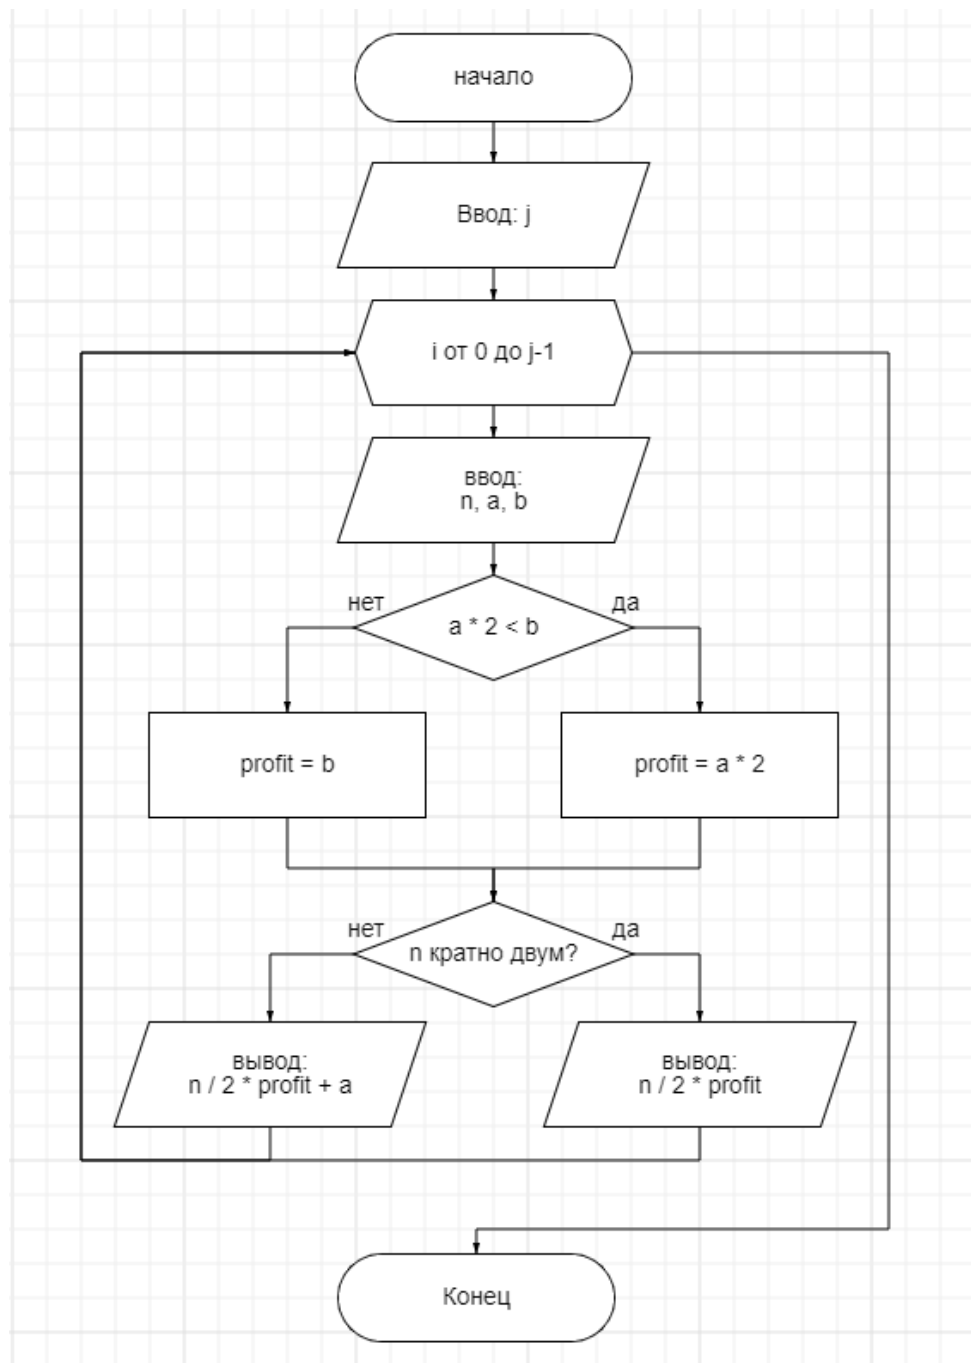 начало
Ввод: j
i от 0 до j-1
ввод:
n, a, b
нет
да
a * 2 < b
profit = b
profit = a * 2
нет
да
n кратно двум?
вывод:
n / 2 * profit + a
вывод:
n / 2 * profit
Конец